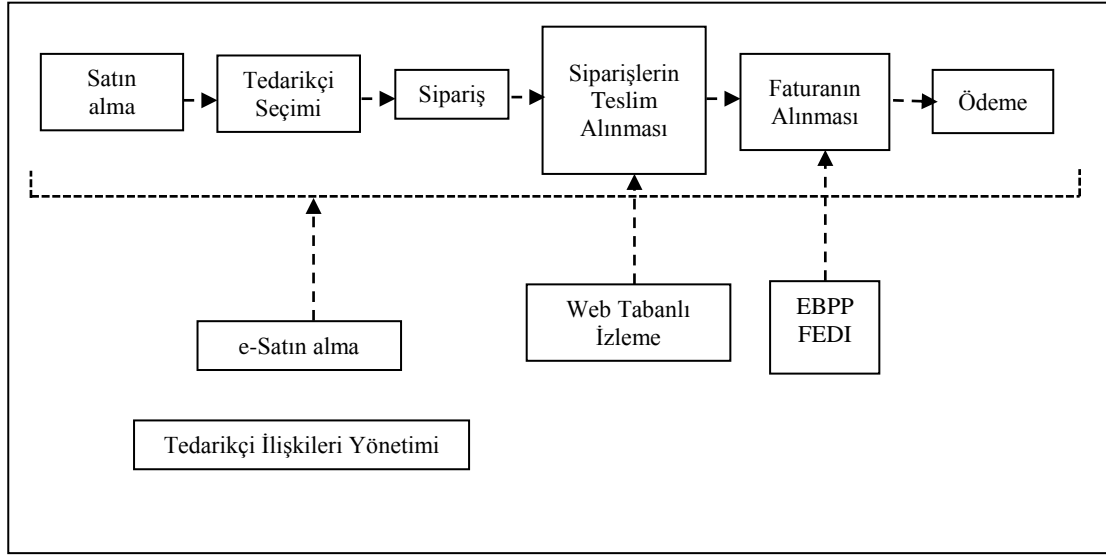 Satın
alma
Tedarikçi
Seçimi
Sipariş
Siparişlerin
Teslim
Alınması
Faturanın
Alınması
Ödeme
e-Satın alma
Web Tabanlı
İzleme
EBPP
FEDI
Tedarikçi İlişkileri Yönetimi